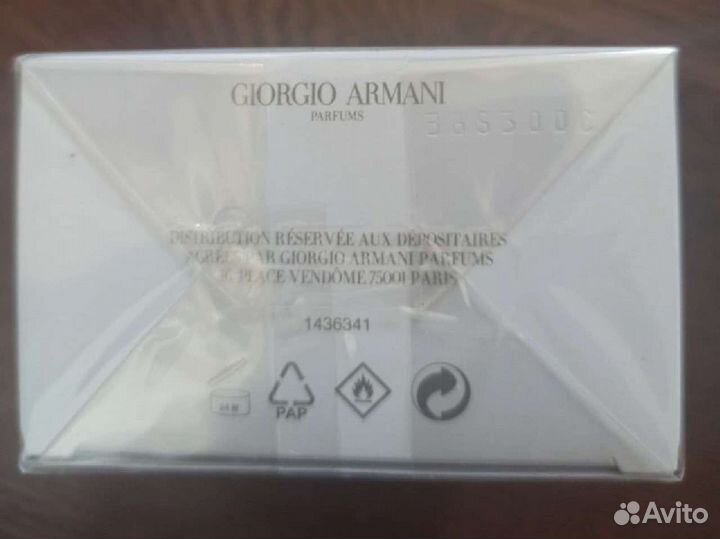 GIORGIO ARMANI
PARFUMS
DISTRIBUTION RÉSERVÉE AUX DÉPOSITAIRES
PAR GIORGIO ARMANI PARFUMS
PLACE VENDÔME 75001 PARIS
1436341
PAP
Avito